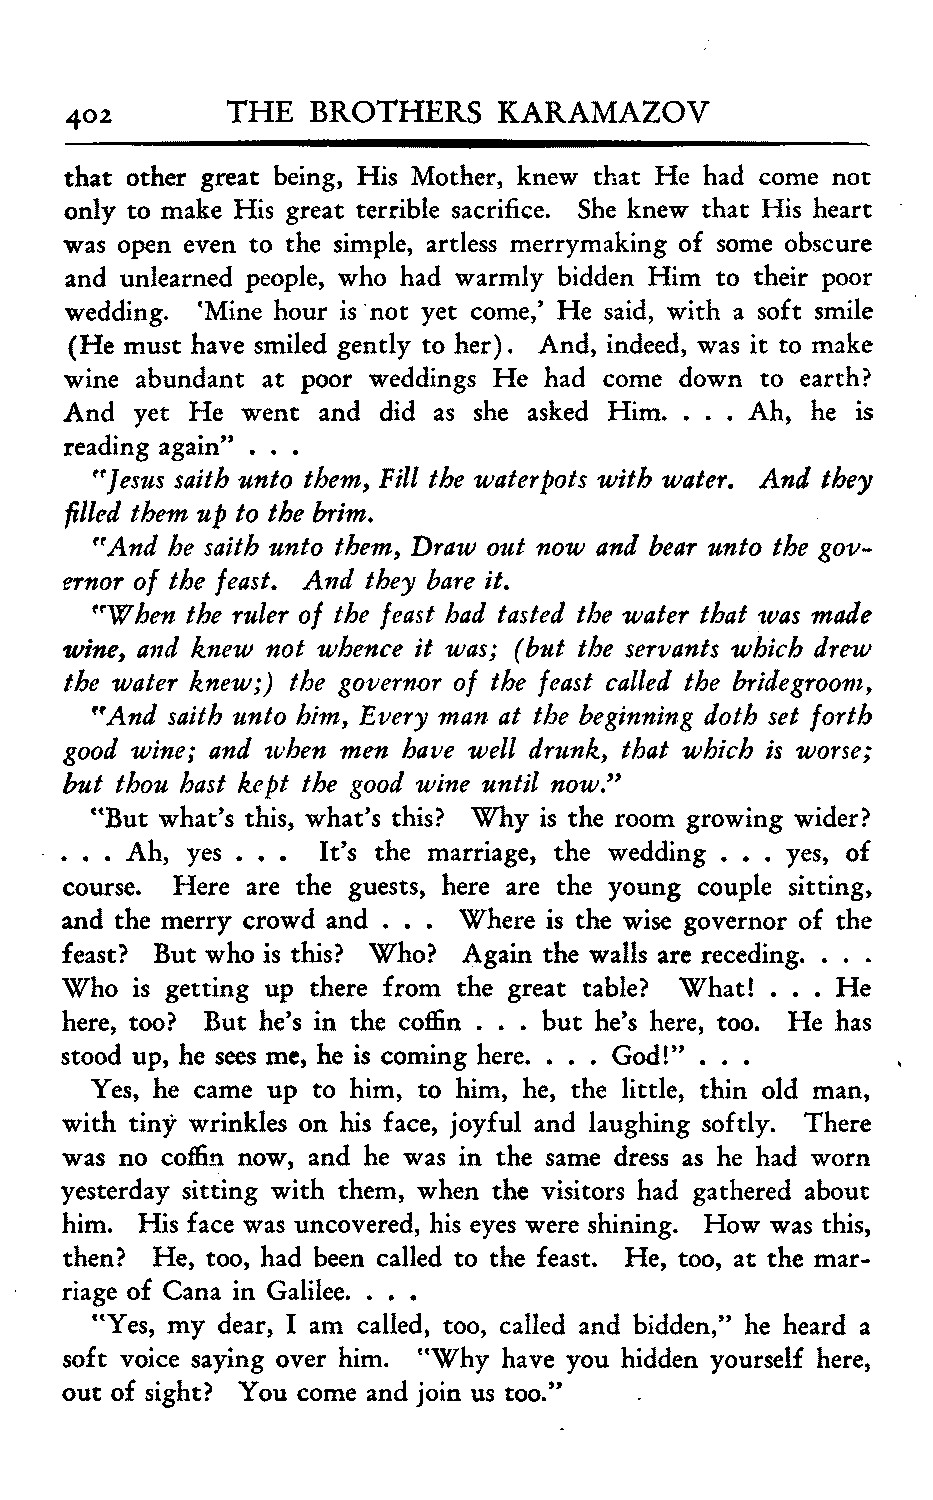 402 THE BROTHERS KARAMAZOV
that other great being, His Mother, knew that He had come not
only to make His great terrible sacrifice. She knew that His heart
was open even to the simple, artless merrymaking of some obscure
and unlearned people, who had warmly bidden Him to their poor
wedding. 'Mine hour is not yet come,' He said, with a soft smile
(He must have smiled gently to her). And, indeed, was it to make
wine abundant at poor weddings He had come down to earth?
And yet He went and did as she asked Him. . . . Ah, he is
reading again" . . .
"Jesus saith unto them, Fill the waterpots with water. And they
filled them up to the brim.
"And he saith unto them, Draw out now and bear unto the gov-
ernor of the feast. And they bare it.
"When the ruler of the feast had tasted the water that was made
wine, and knew not whence it was; (but the servants which drew
the water knew;) the governor of the feast called the bridegroom,
"And saith unto him, Every man at the beginning doth set forth
good wine; and when men have well drunk, that which is worse;
but thou hast kept the good wine until now."
"But what's this, what's this? Why is the room growing wider?
. . . Ah, yes . . . It's the marriage, the wedding . . . yes, of
course. Here are the guests, here are the young couple sitting,
and the merry crowd and . . . Where is the wise governor of the
feast? But who is this? Who? Again the walls are receding. . . .
Who is getting up there from the great table? What! . . . He
here, too? But he's in the coffin . . . but he's here, too. He has
stood up, he sees me, he is coming here. . . . God!" . . .
Yes, he came up to him, to him, he, the little, thin old man,
with tiny wrinkles on his face, joyful and laughing softly. There
was no coffin now, and he was in the same dress as he had worn
yesterday sitting with them, when the visitors had gathered about
him. His face was uncovered, his eyes were shining. How was this,
then? He, too, had been called to the feast. He, too, at the mar-
riage of Cana in Galilee. . . .
"Yes, my dear, I am called, too, called and bidden," he heard a
soft voice saying over him. "Why have you hidden yourself here,
out of sight? You come and join us too."